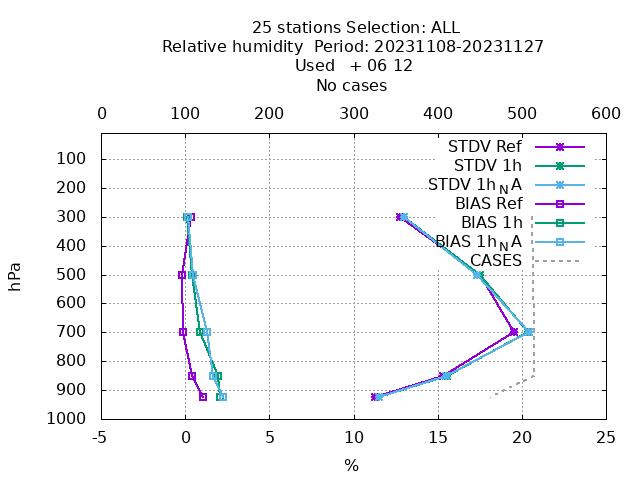 25 stations Selection: ALL
Relative humidity  Period: 20231108-20231127
Used   + 06 12
No cases
0 100 200 300 400 500 600
100
200
300
400
500
600
700
800
900
1000
hPa
STDV Ref
STDV 1h
STDV 1h_NA
BIAS Ref
BIAS 1h
BIAS 1h_NA
CASES
-5 0 5 10 15 20 25
%